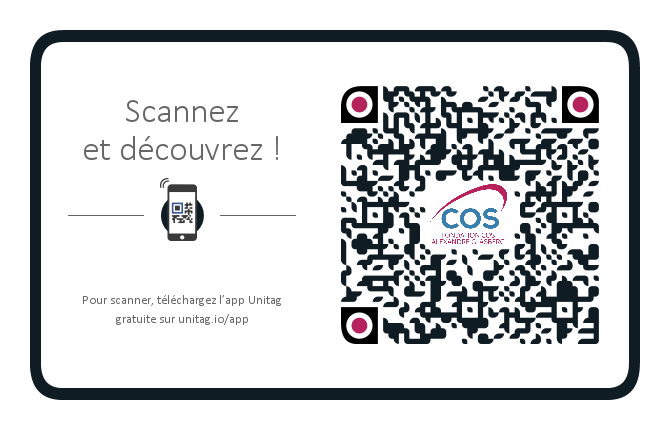 Scannez
et découvrez !
Pour scanner, téléchargez l'app Unitag
gratuite sur unitag.io/app
COS
FONDATION COS
ALEXANDRE GLASBERG